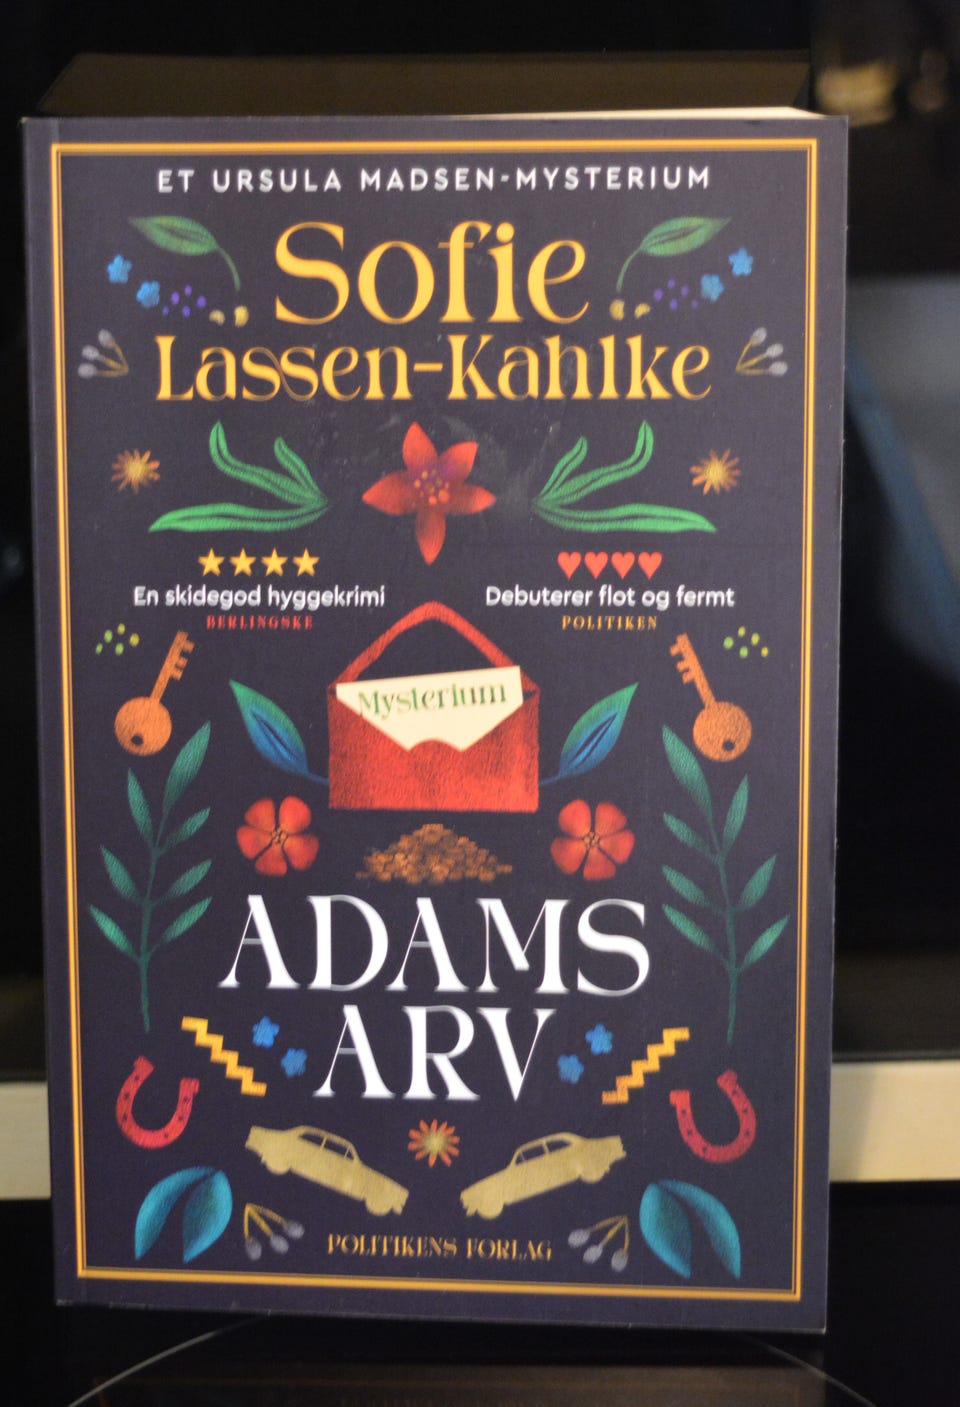 ET URSULA MADSEN-MYSTERIUM
Sofie
Lassen-Kahlke
En skidegod hyggekrimi
BERLINGSKE
Debuterer flot og fermt
POLITIKEN
Mysterium
ADAMS
ARV
POLITIKENS FORLAG